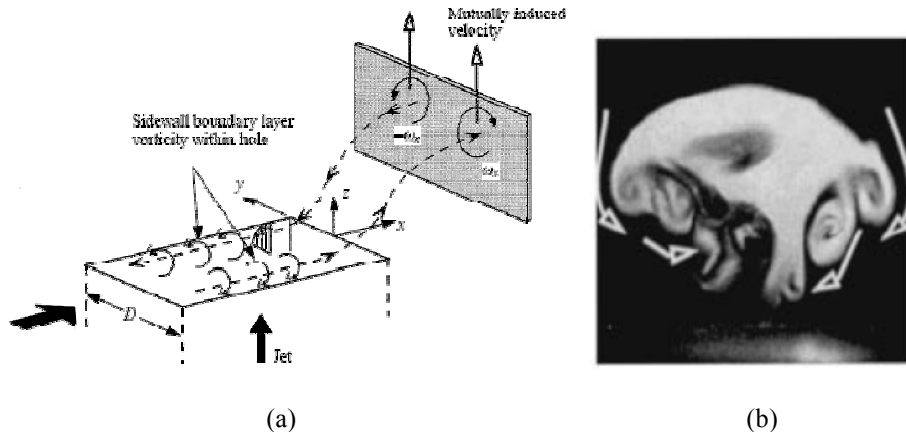 Mutually induced
velocity
Sidewall boundary layer
vorticity within hole
y
z
x
D
Jet
(a)
(b)